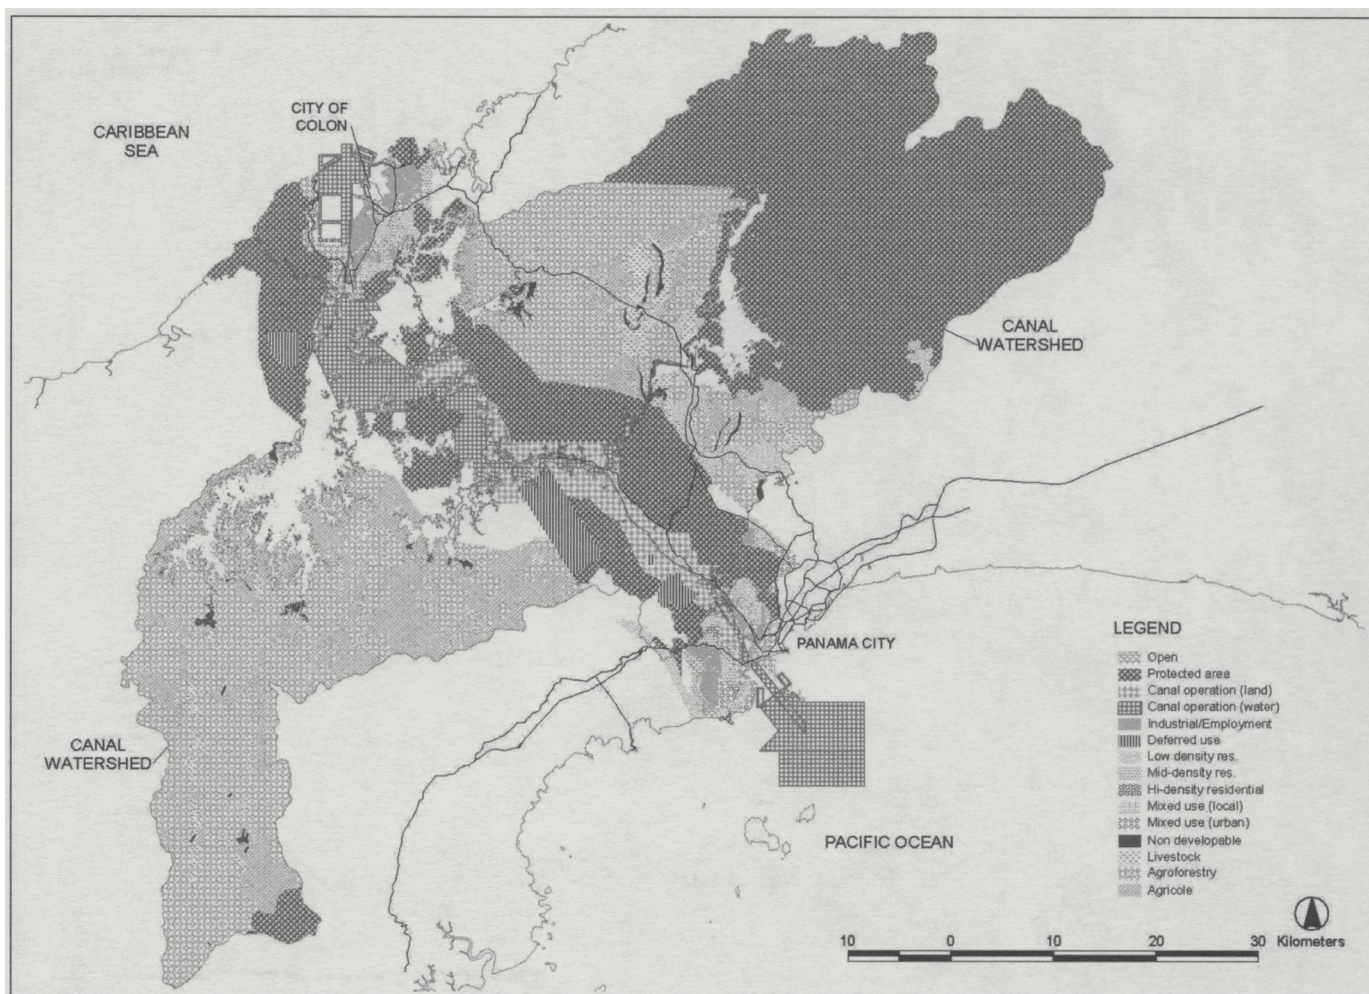 CITY OF
COLON
CARIBBEAN
SEA
CANAL
WATERSHED
PANAMA CITY
LEGEND
Open
Protected area
Canal operation (land)
Canal operation (water)
Industrial/Employment
Deferred use
Low density res.
Mid-density res.
Hi-density residential
Mixed use (local)
Mixed use (urban)
Non developable
Livestock
Agroforestry
Agricole
CANAL
WATERSHED
PACIFIC OCEAN
10 0 10 20 30 Kilometers